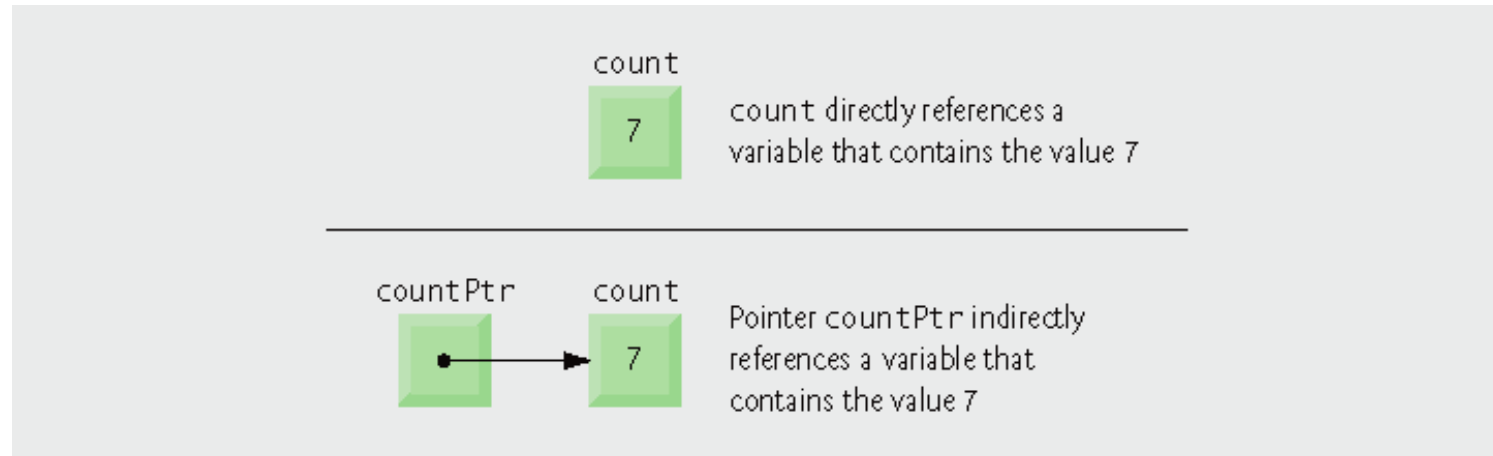 count
7
count directly references a
variable that contains the value 7
countPtr
count
7
Pointer countPtr indirectly
references a variable that
contains the value 7